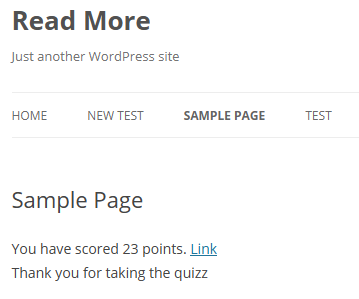 Read More
Just another WordPress site
HOME NEW TEST SAMPLE PAGE TEST
Sample Page
You have scored 23 points. Link
Thank you for taking the quizz